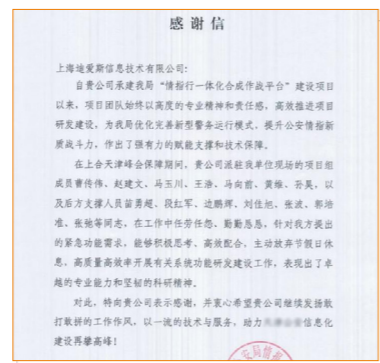 感谢信
上海埃爱斯信息技术有限公司:
自贵公司承建我局“情指行一体化合成作战平台”建设项目
以来，项目团队始终以高度的专业精神和责任感，高效推进项目
研发建设，为我局优化完善新型警务运行模式、提升公安情指新
质战斗力，作出了强有力的赋能支撑和技术保障。
在上合天津峰会保障期间，贵公司派驻我单位现场的项目组
成员曹传伟、赵建文、马玉川、王浩、马向前、黄维、孙昊，以
及后方支撑人员苗勇超、段红军、边鹏辉、刘佳旭、张波、郭培
准、张弛等同志，在工作中任劳任怨、勤勤恳恳，针对我方提出
的紧急功能需求，能够积极思考、高效配合，主动放弃节假日休
息，高质量高效率开展有关系统功能研发建设工作，表现出了卓
越的专业能力和坚韧的科研精神。
对此，特向贵公司表示感谢，并衷心希望贵公司继续发扬敢
打敢拼的工作作风，以一流的技术与服务，助力 信息化
建设再攀高峰！